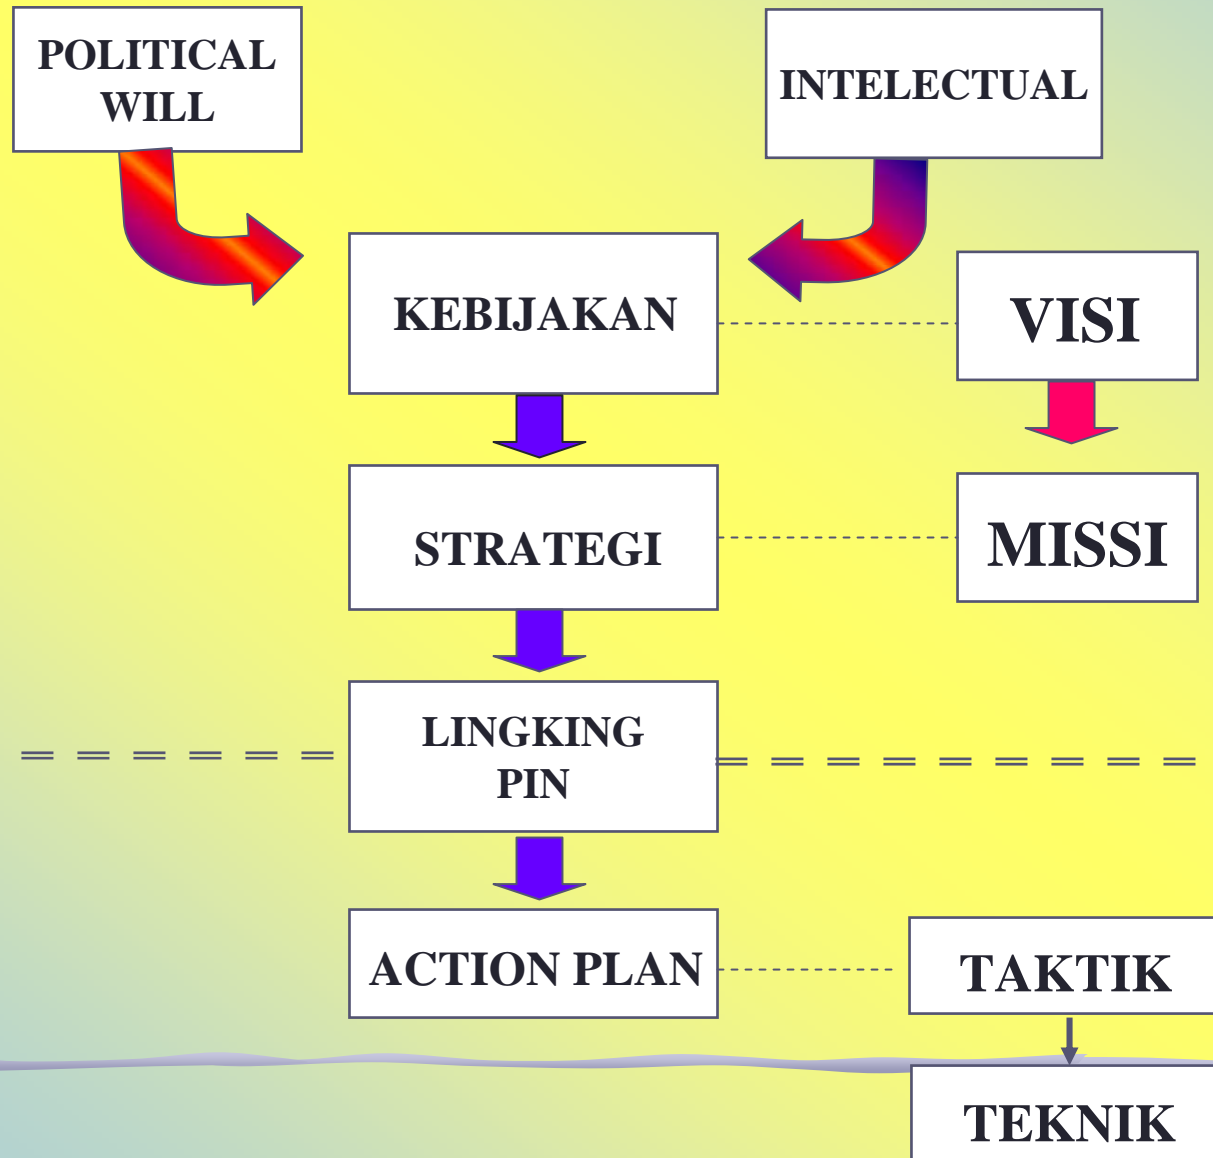 POLITICAL
WILL
INTELECTUAL
KEBIJAKAN
VISI
STRATEGI
MISSI
LINGKING
PIN
ACTION PLAN
TAKTIK
TEKNIK